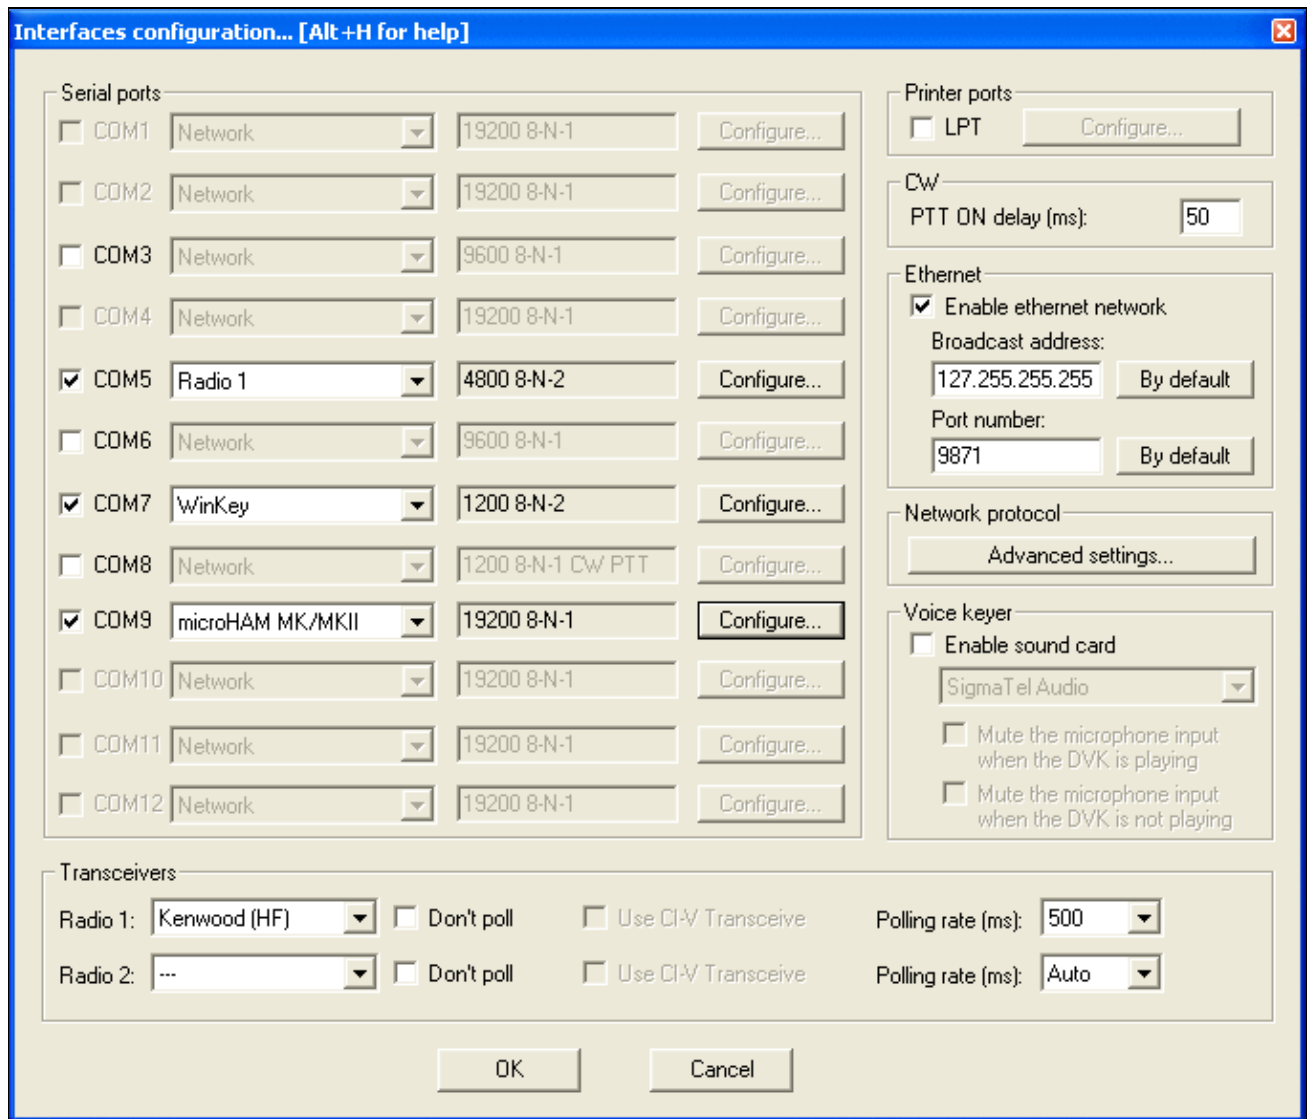 Interfaces configuration... [Alt+H for help]
Serial ports
COM1 Network 19200 8-N-1 Configure...
COM2 Network 19200 8-N-1 Configure...
COM3 Network 9600 8-N-1 Configure...
COM4 Network 19200 8-N-1 Configure...
COM5 Radio 1 4800 8-N-2 Configure...
COM6 Network 9600 8-N-1 Configure...
COM7 WinKey 1200 8-N-2 Configure...
COM8 Network 1200 8-N-1 CW PTT Configure...
COM9 microHAM MK/MKII 19200 8-N-1 Configure...
COM10 Network 19200 8-N-1 Configure...
COM11 Network 19200 8-N-1 Configure...
COM12 Network 19200 8-N-1 Configure...
Printer ports
LPT Configure...
CW
PTT ON delay (ms): 50
Ethernet
Enable ethernet network
Broadcast address:
127.255.255.255 By default
Port number:
9871 By default
Network protocol
Advanced settings...
Voice keyer
Enable sound card
SigmaTel Audio
Mute the microphone input
when the DVK is playing
Mute the microphone input
when the DVK is not playing
Transceivers
Radio 1: Kenwood (HF) Don't poll Use CI-V Transceive Polling rate (ms): 500
Radio 2: --- Don't poll Use CI-V Transceive Polling rate (ms): Auto
OK Cancel